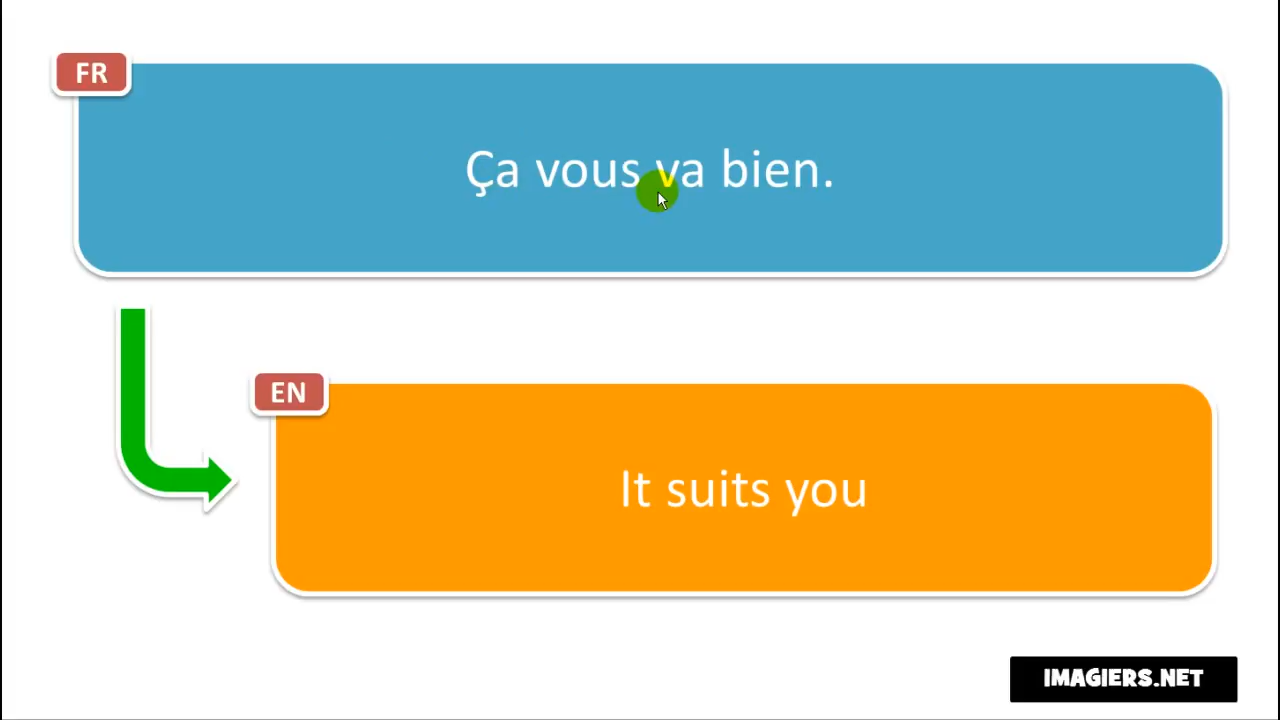 FR
Ça vous va bien.
EN
It suits you
IMAGIERS.NET